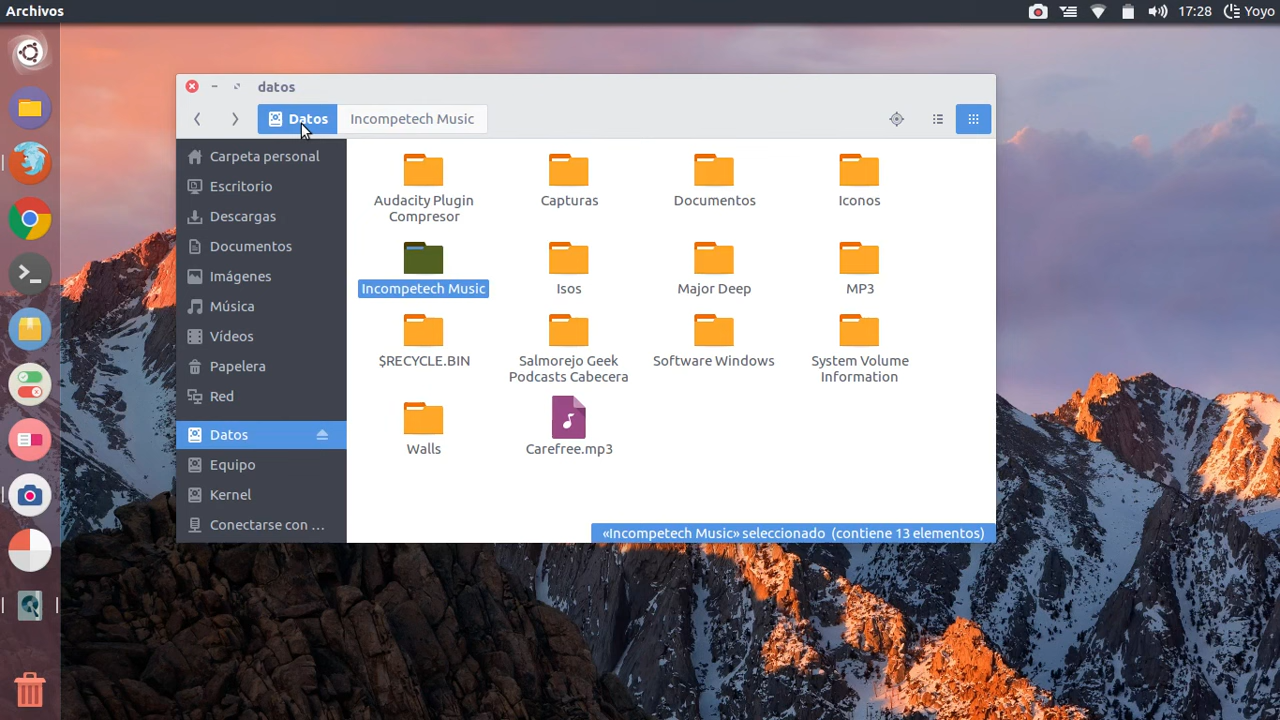 Archivos
17:28
Yoyo
datos
Datos
Incompetech Music
Carpeta personal
Escritorio
Descargas
Documentos
Imágenes
Música
Vídeos
Papelera
Red
Datos
Equipo
Kernel
Conectarse con ...
Audacity Plugin
Compresor
Capturas
Documentos
Iconos
Incompetech Music
Isos
Major Deep
MP3
$RECYCLE.BIN
Salmorejo Geek
Podcasts Cabecera
Software Windows
System Volume
Information
Walls
Carefree.mp3
«Incompetech Music» seleccionado (contiene 13 elementos)